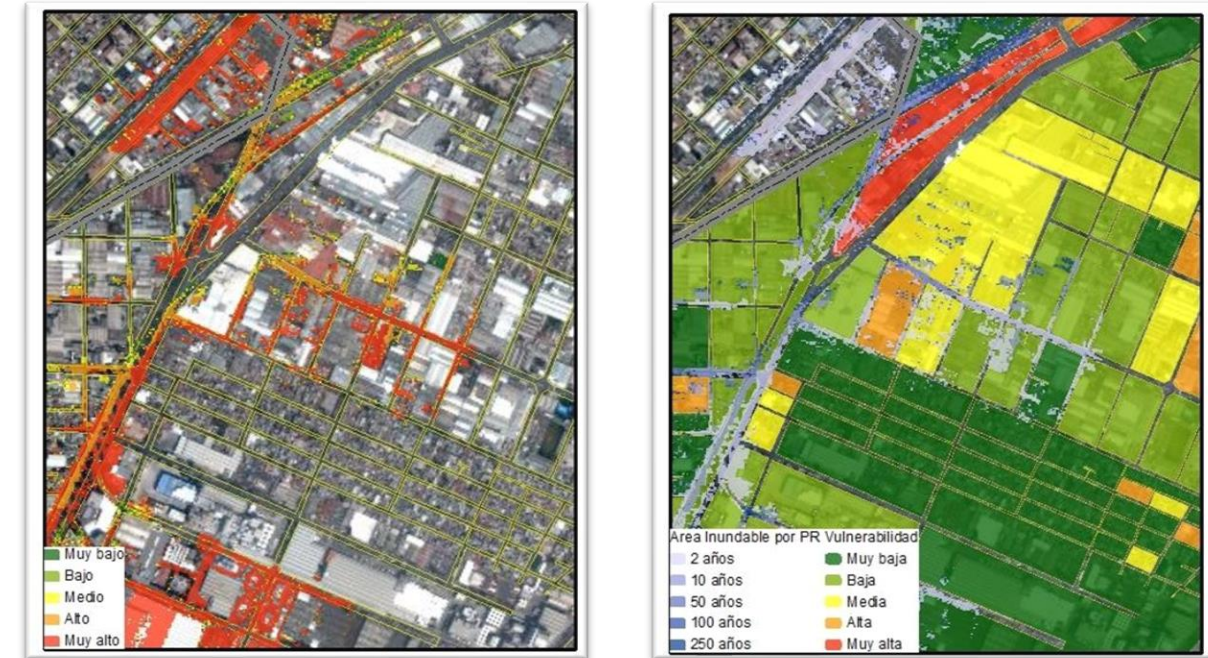 Muy bajo
Bajo
Medio
Alto
Muy alto
Area Inundable por PR Vulnerabilidad
2 años Muy baja
10 años Baja
50 años Media
100 años Alta
250 años Muy alta